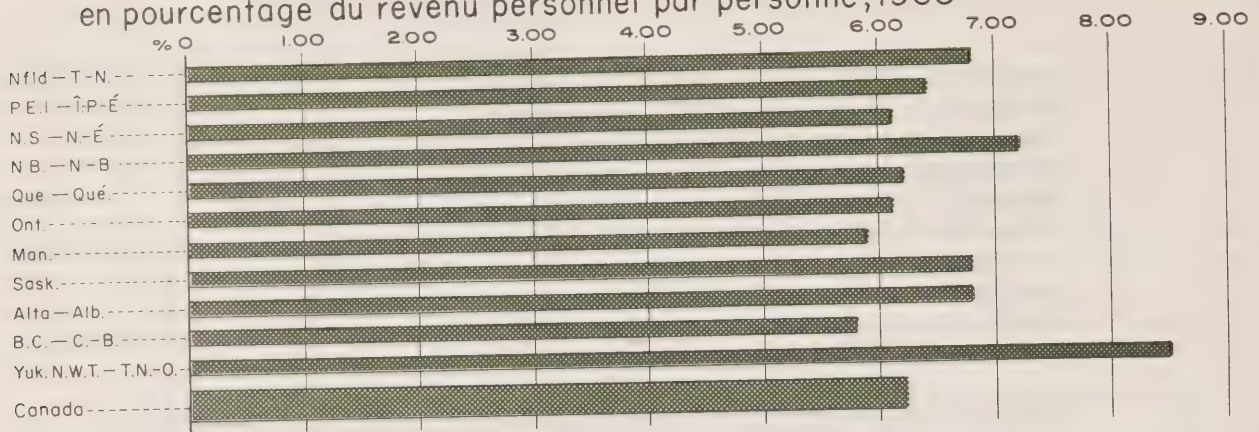 en pourcentage du revenu personnel par personne,
% 0 1.00 2.00 3.00 4.00 5.00 6.00 7.00 8.00 9.00
Nfld — T-N.
P.E.I — Î-P-É
N.S — N-É
N B. — N-B
Que — Qué.
Ont.
Man.
Sask.
Alta — Alb.
B.C. — C.-B.
Yuk. N.W.T. — T.N.-O.
Canada